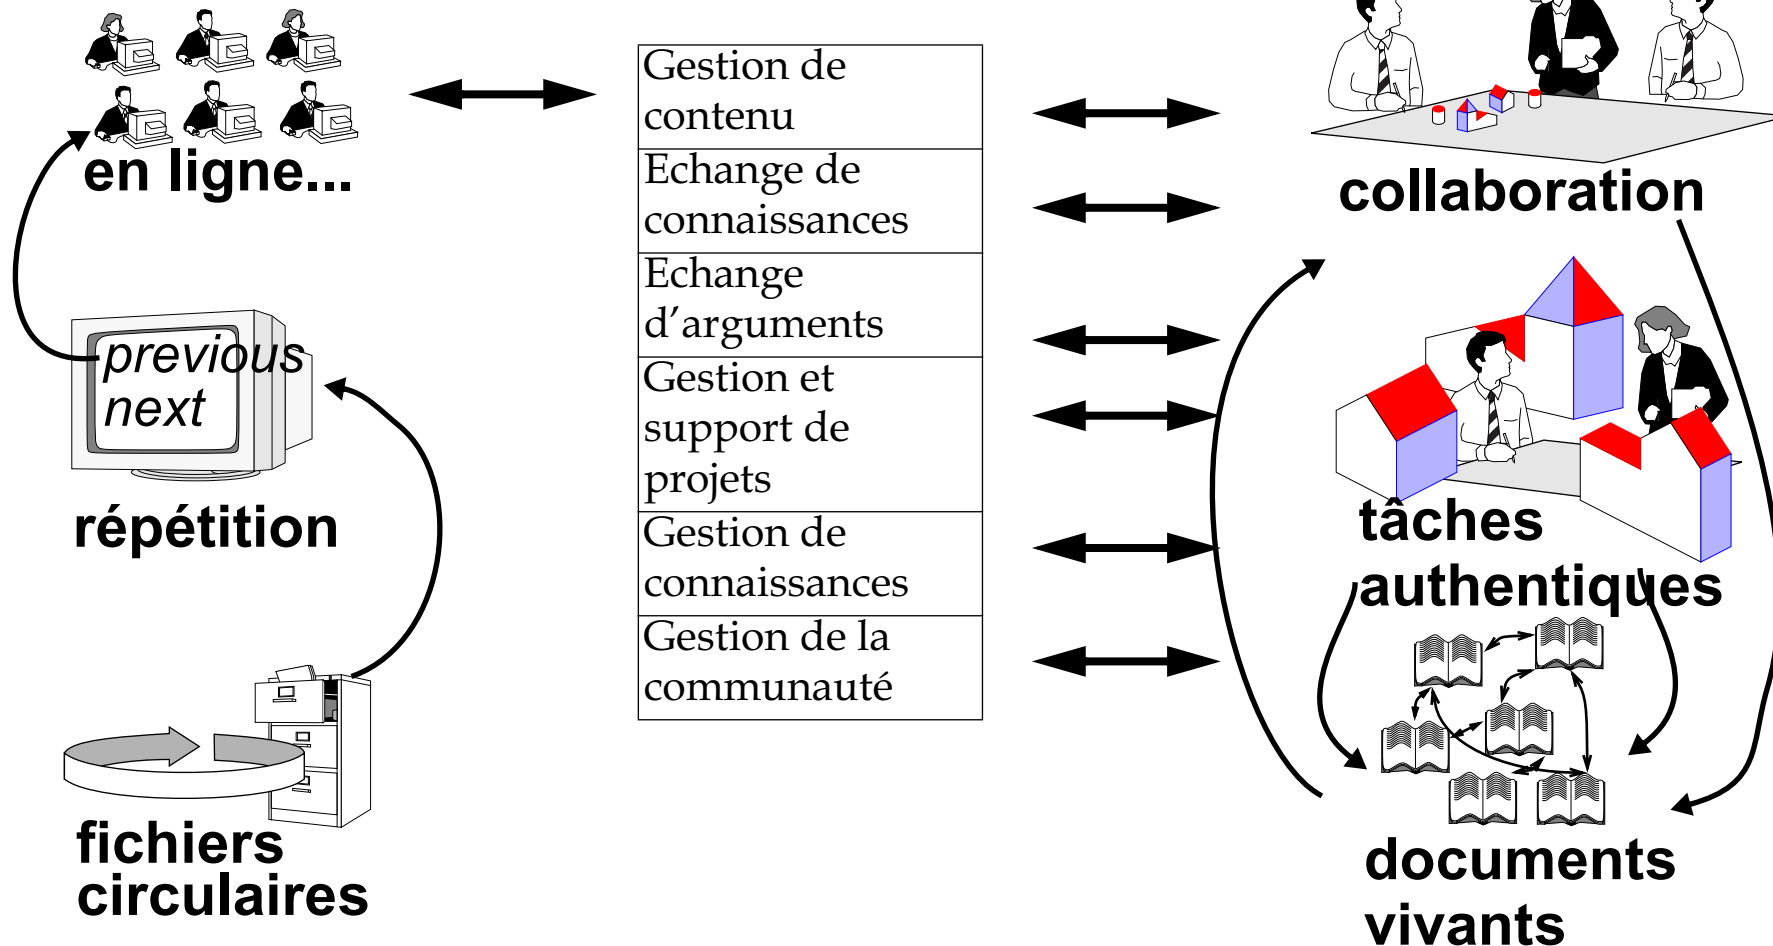 en ligne...
previous
next
répétition
fichiers
circulaires
Gestion de
contenu
Echange de
connaissances
Echange
d’arguments
Gestion et
support de
projets
Gestion de
connaissances
Gestion de la
communauté
collaboration
tâches
authentiques
documents
vivants